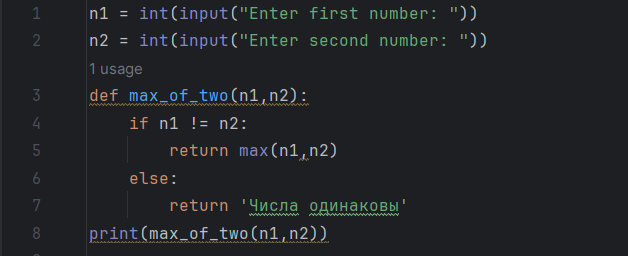 1 n1 = int(input("Enter first number: "))
2 n2 = int(input("Enter second number: "))
1 usage
3 def max_of_two(n1,n2):
4     if n1 != n2:
5         return max(n1,n2)
6     else:
7         return 'Числа одинаковы'
8 print(max_of_two(n1,n2))